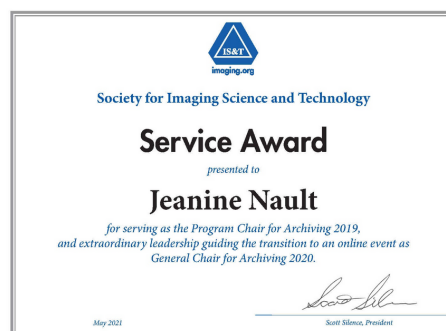 IS&T
imaging.org
Society for Imaging Science and Technology
Service Award
presented to
Jeanine Nault
for serving as the Program Chair for Archiving 2019,
and extraordinary leadership guiding the transition to an online event as
General Chair for Archiving 2020.
May 2021
Scott Silence, President